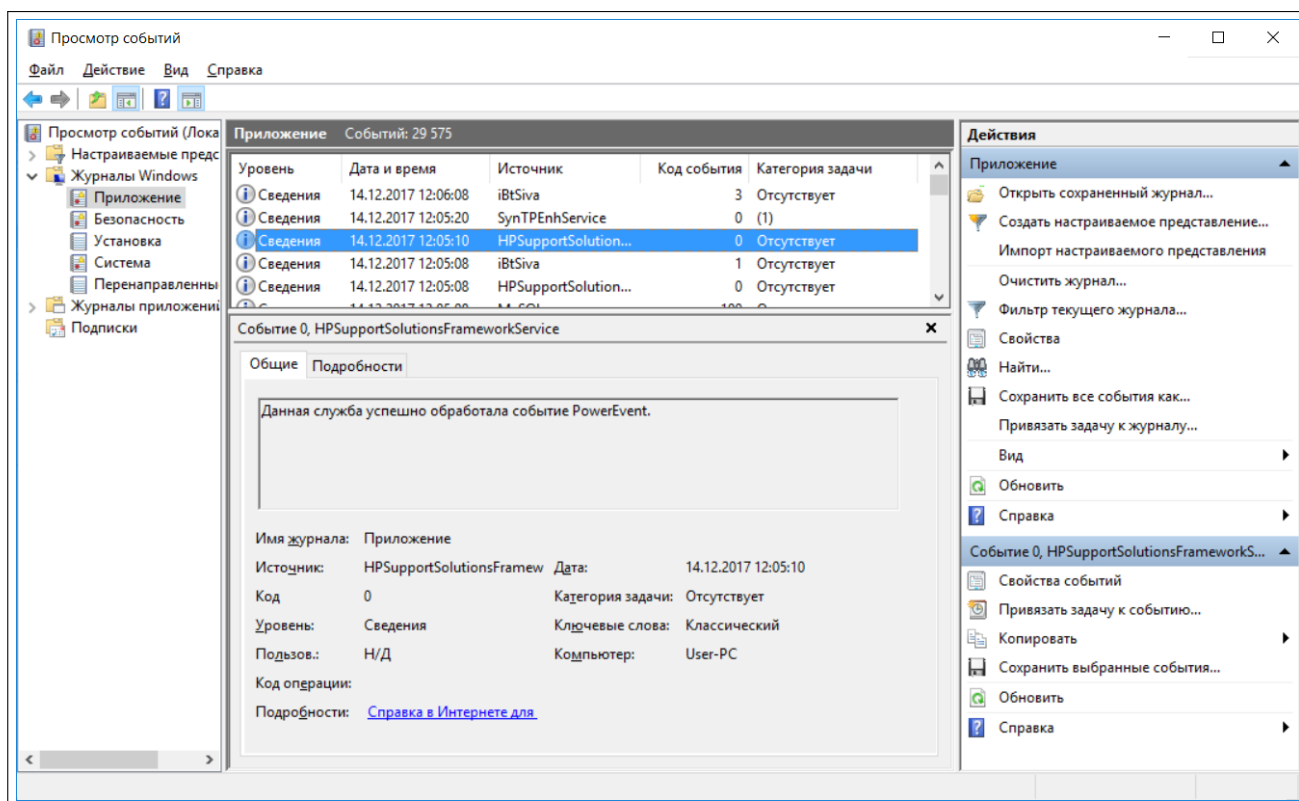 Просмотр событий
Файл Действие Вид Справка
Просмотр событий (Лока
Настраиваемые предс
Журналы Windows
Приложение
Безопасность
Установка
Система
Перенаправленны
Журналы приложений
Подписки
Приложение Событий: 29 575
Уровень Дата и время Источник Код события Категория задачи
Сведения 14.12.2017 12:06:08 iBtSiva 3 Отсутствует
Сведения 14.12.2017 12:05:20 SynTPEnhService 0 (1)
Сведения 14.12.2017 12:05:10 HPSupportSolution... 0 Отсутствует
Сведения 14.12.2017 12:05:08 iBtSiva 1 Отсутствует
Сведения 14.12.2017 12:05:08 HPSupportSolution... 0 Отсутствует
Событие 0, HPSupportSolutionsFrameworkService
Общие Подробности
Данная служба успешно обработала событие PowerEvent.
Имя журнала: Приложение
Источник: HPSupportSolutionsFramew Дата: 14.12.2017 12:05:10
Код 0 Категория задачи: Отсутствует
Уровень: Сведения Ключевые слова: Классический
Пользов.: Н/Д Компьютер: User-PC
Код операции:
Подробности: Справка в Интернете для
Действия
Приложение
Открыть сохраненный журнал...
Создать настраиваемое представление...
Импорт настраиваемого представления
Очистить журнал...
Фильтр текущего журнала...
Свойства
Найти...
Сохранить все события как...
Привязать задачу к журналу...
Вид
Обновить
Справка
Событие 0, HPSupportSolutionsFrameworkS...
Свойства событий
Привязать задачу к событию...
Копировать
Сохранить выбранные события...
Обновить
Справка